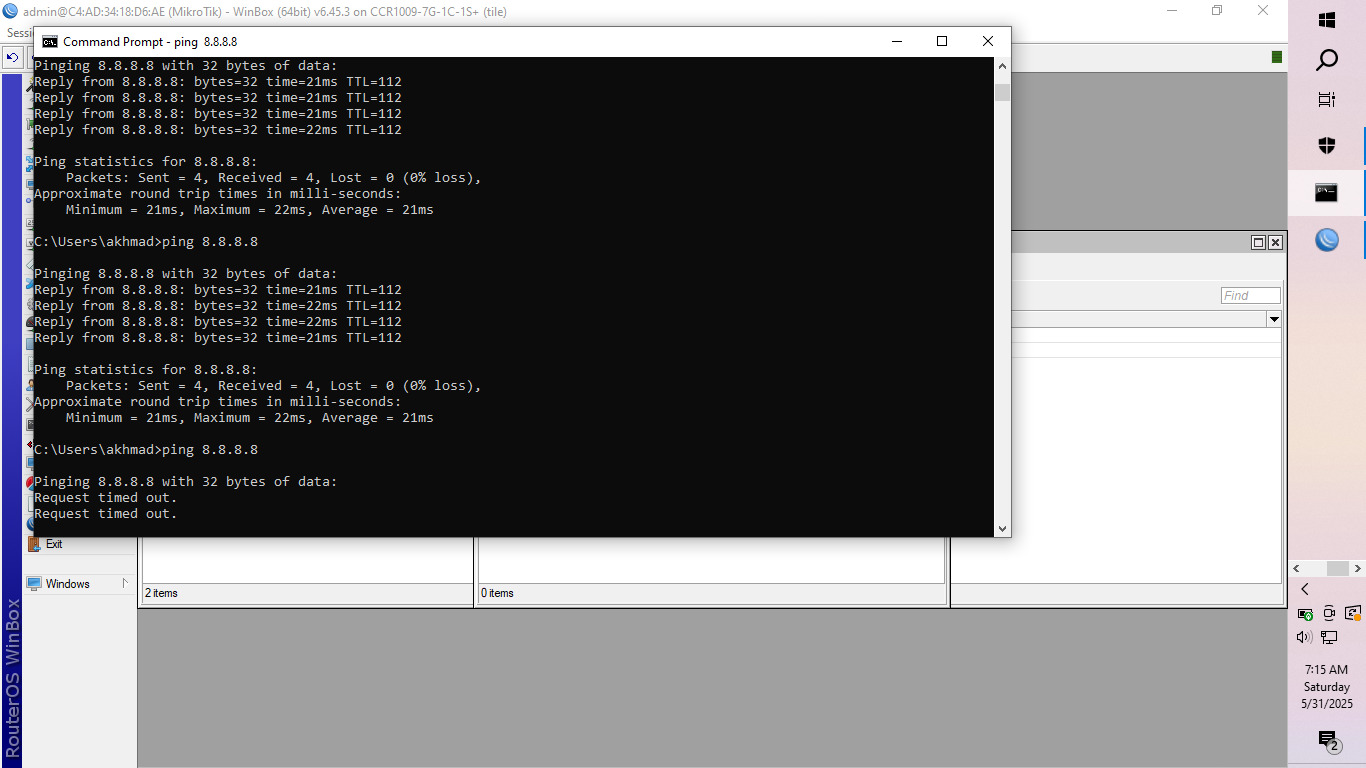 admin@C4:AD:34:18:D6:AE (MikroTik) - WinBox (64bit) v6.45.3 on CCR1009-7G-1C-1S+ (tile)
Command Prompt - ping 8.8.8.8
Pinging 8.8.8.8 with 32 bytes of data:
Reply from 8.8.8.8: bytes=32 time=21ms TTL=112
Reply from 8.8.8.8: bytes=32 time=21ms TTL=112
Reply from 8.8.8.8: bytes=32 time=21ms TTL=112
Reply from 8.8.8.8: bytes=32 time=22ms TTL=112
Ping statistics for 8.8.8.8:
Packets: Sent = 4, Received = 4, Lost = 0 (0% loss),
Approximate round trip times in milli-seconds:
Minimum = 21ms, Maximum = 22ms, Average = 21ms
C:\Users\akhmad>ping 8.8.8.8
Pinging 8.8.8.8 with 32 bytes of data:
Reply from 8.8.8.8: bytes=32 time=21ms TTL=112
Reply from 8.8.8.8: bytes=32 time=22ms TTL=112
Reply from 8.8.8.8: bytes=32 time=22ms TTL=112
Reply from 8.8.8.8: bytes=32 time=21ms TTL=112
Ping statistics for 8.8.8.8:
Packets: Sent = 4, Received = 4, Lost = 0 (0% loss),
Approximate round trip times in milli-seconds:
Minimum = 21ms, Maximum = 22ms, Average = 21ms
C:\Users\akhmad>ping 8.8.8.8
Pinging 8.8.8.8 with 32 bytes of data:
Request timed out.
Request timed out.
Find
Exit
Windows
2 items
0 items
RouterOS WinBox
7:15 AM
Saturday
5/31/2025
2